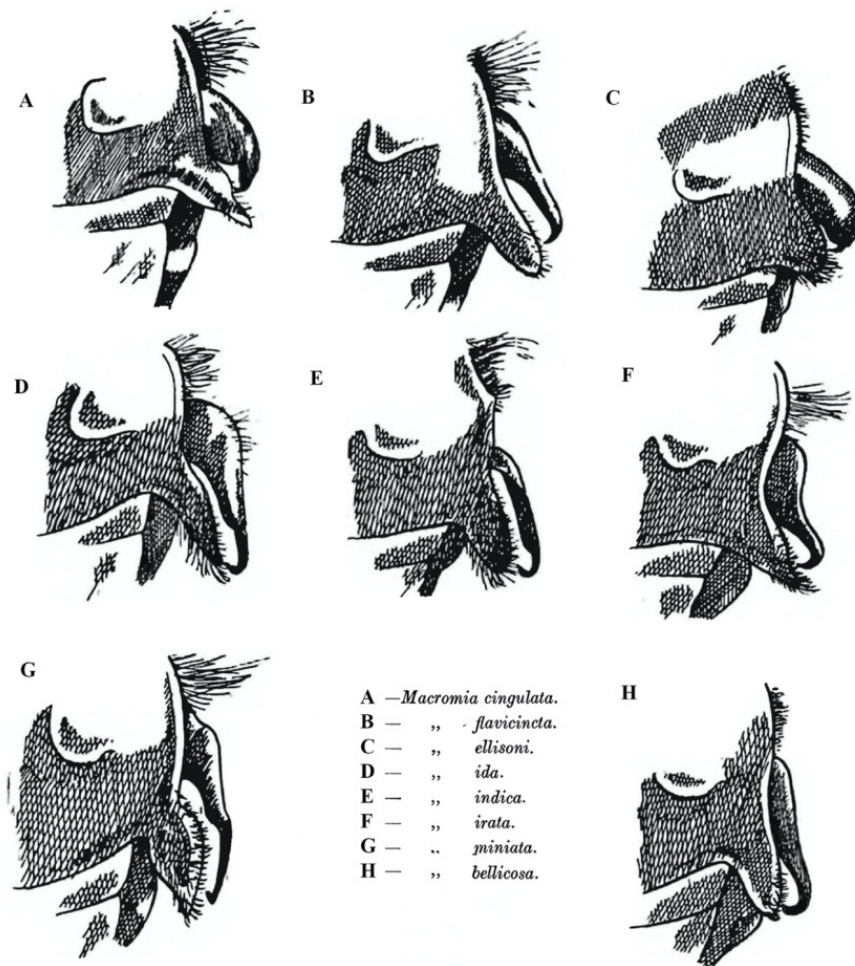 A
B
C
D
E
F
G
A —Macromia cingulata.
B — „ flavicincta.
C — „ ellisoni.
D — „ ida.
E — „ indica.
F — „ irata.
G — „ miniata.
H — „ bellicosa.
H